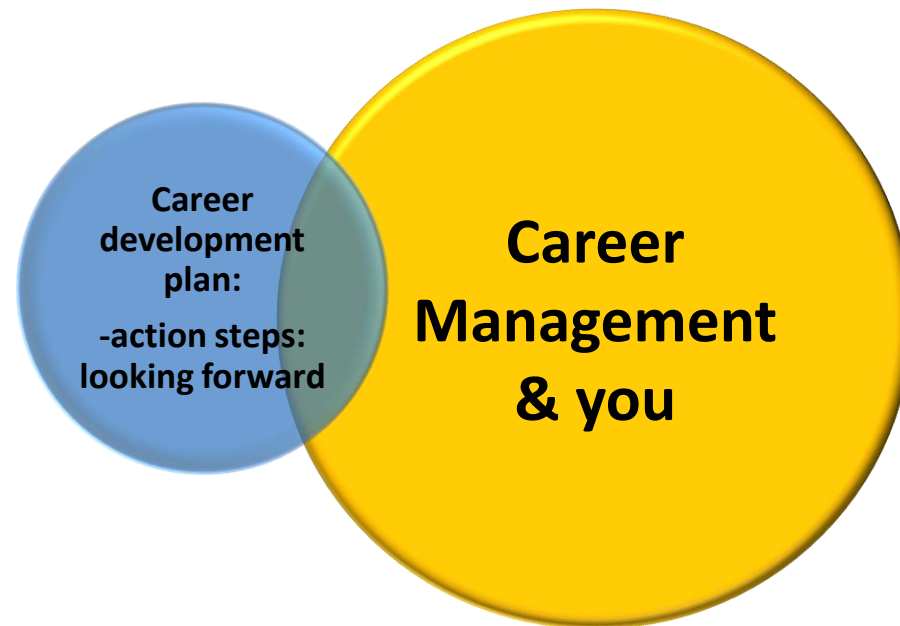 Career
development
plan:
-action steps:
looking forward
Career
Management
& you